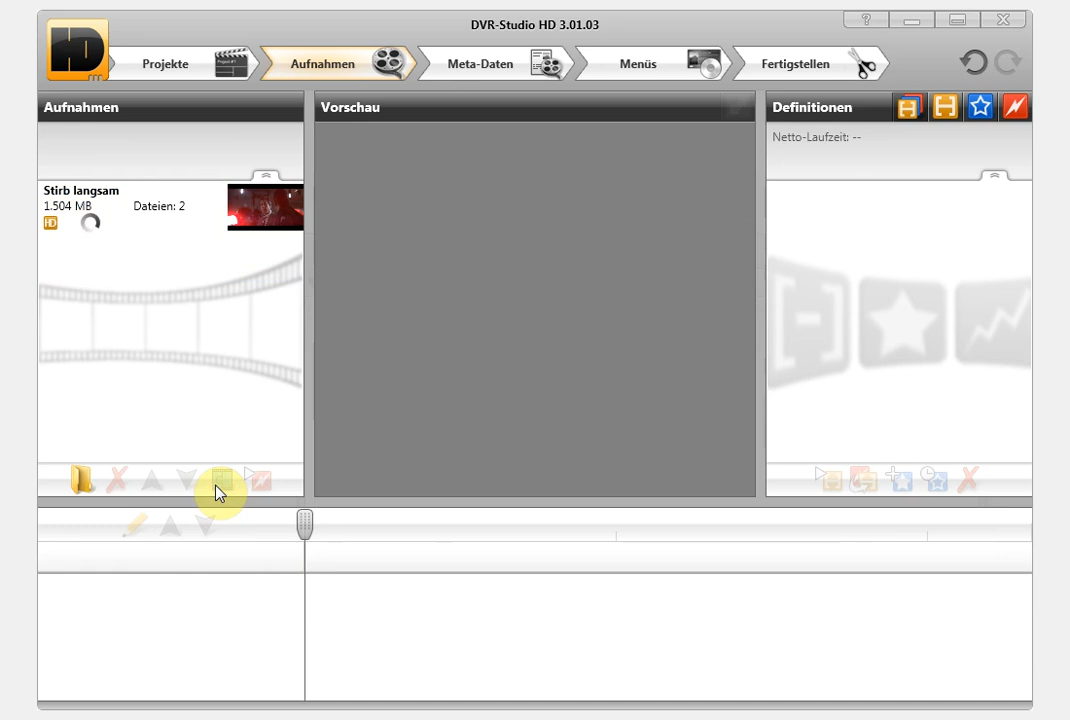 DVR-Studio HD 3.01.03
HD
Projekte
Aufnahmen
Meta-Daten
Menüs
Fertigstellen
Aufnahmen
Vorschau
Definitionen
Netto-Laufzeit: --
Stirb langsam
1.504 MB
Dateien: 2
HD